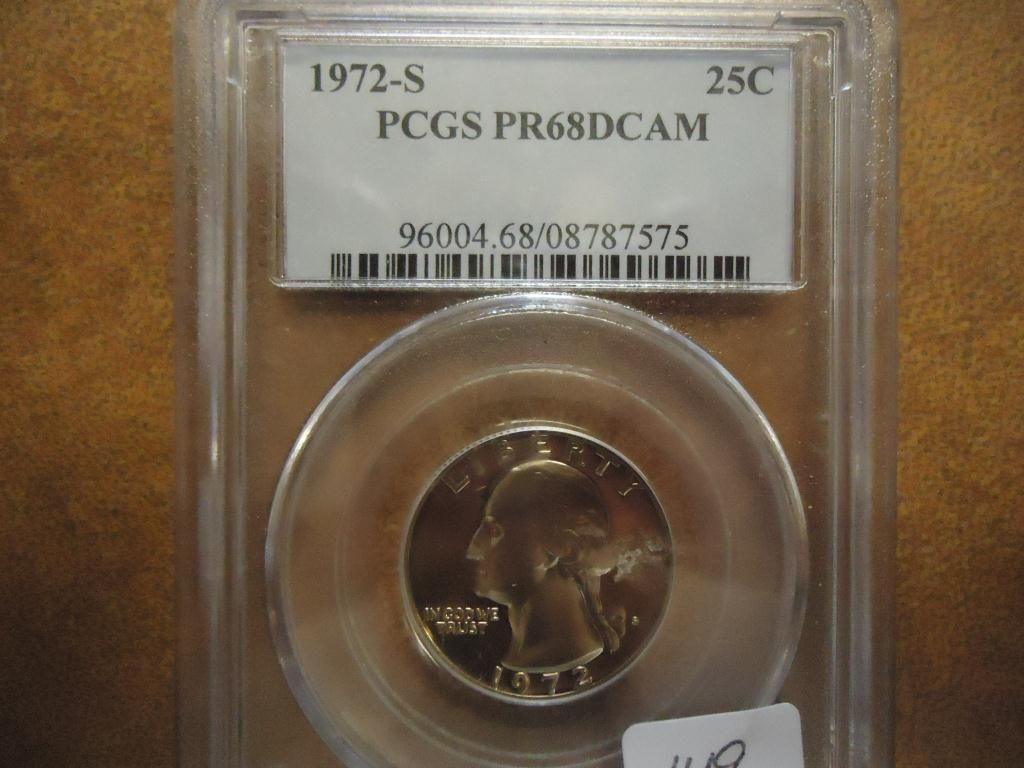 1972-S 25C
PCGS PR68DCAM
96004.68/08787575
LIBERTY
IN GOD WE
TRUST
S
1972